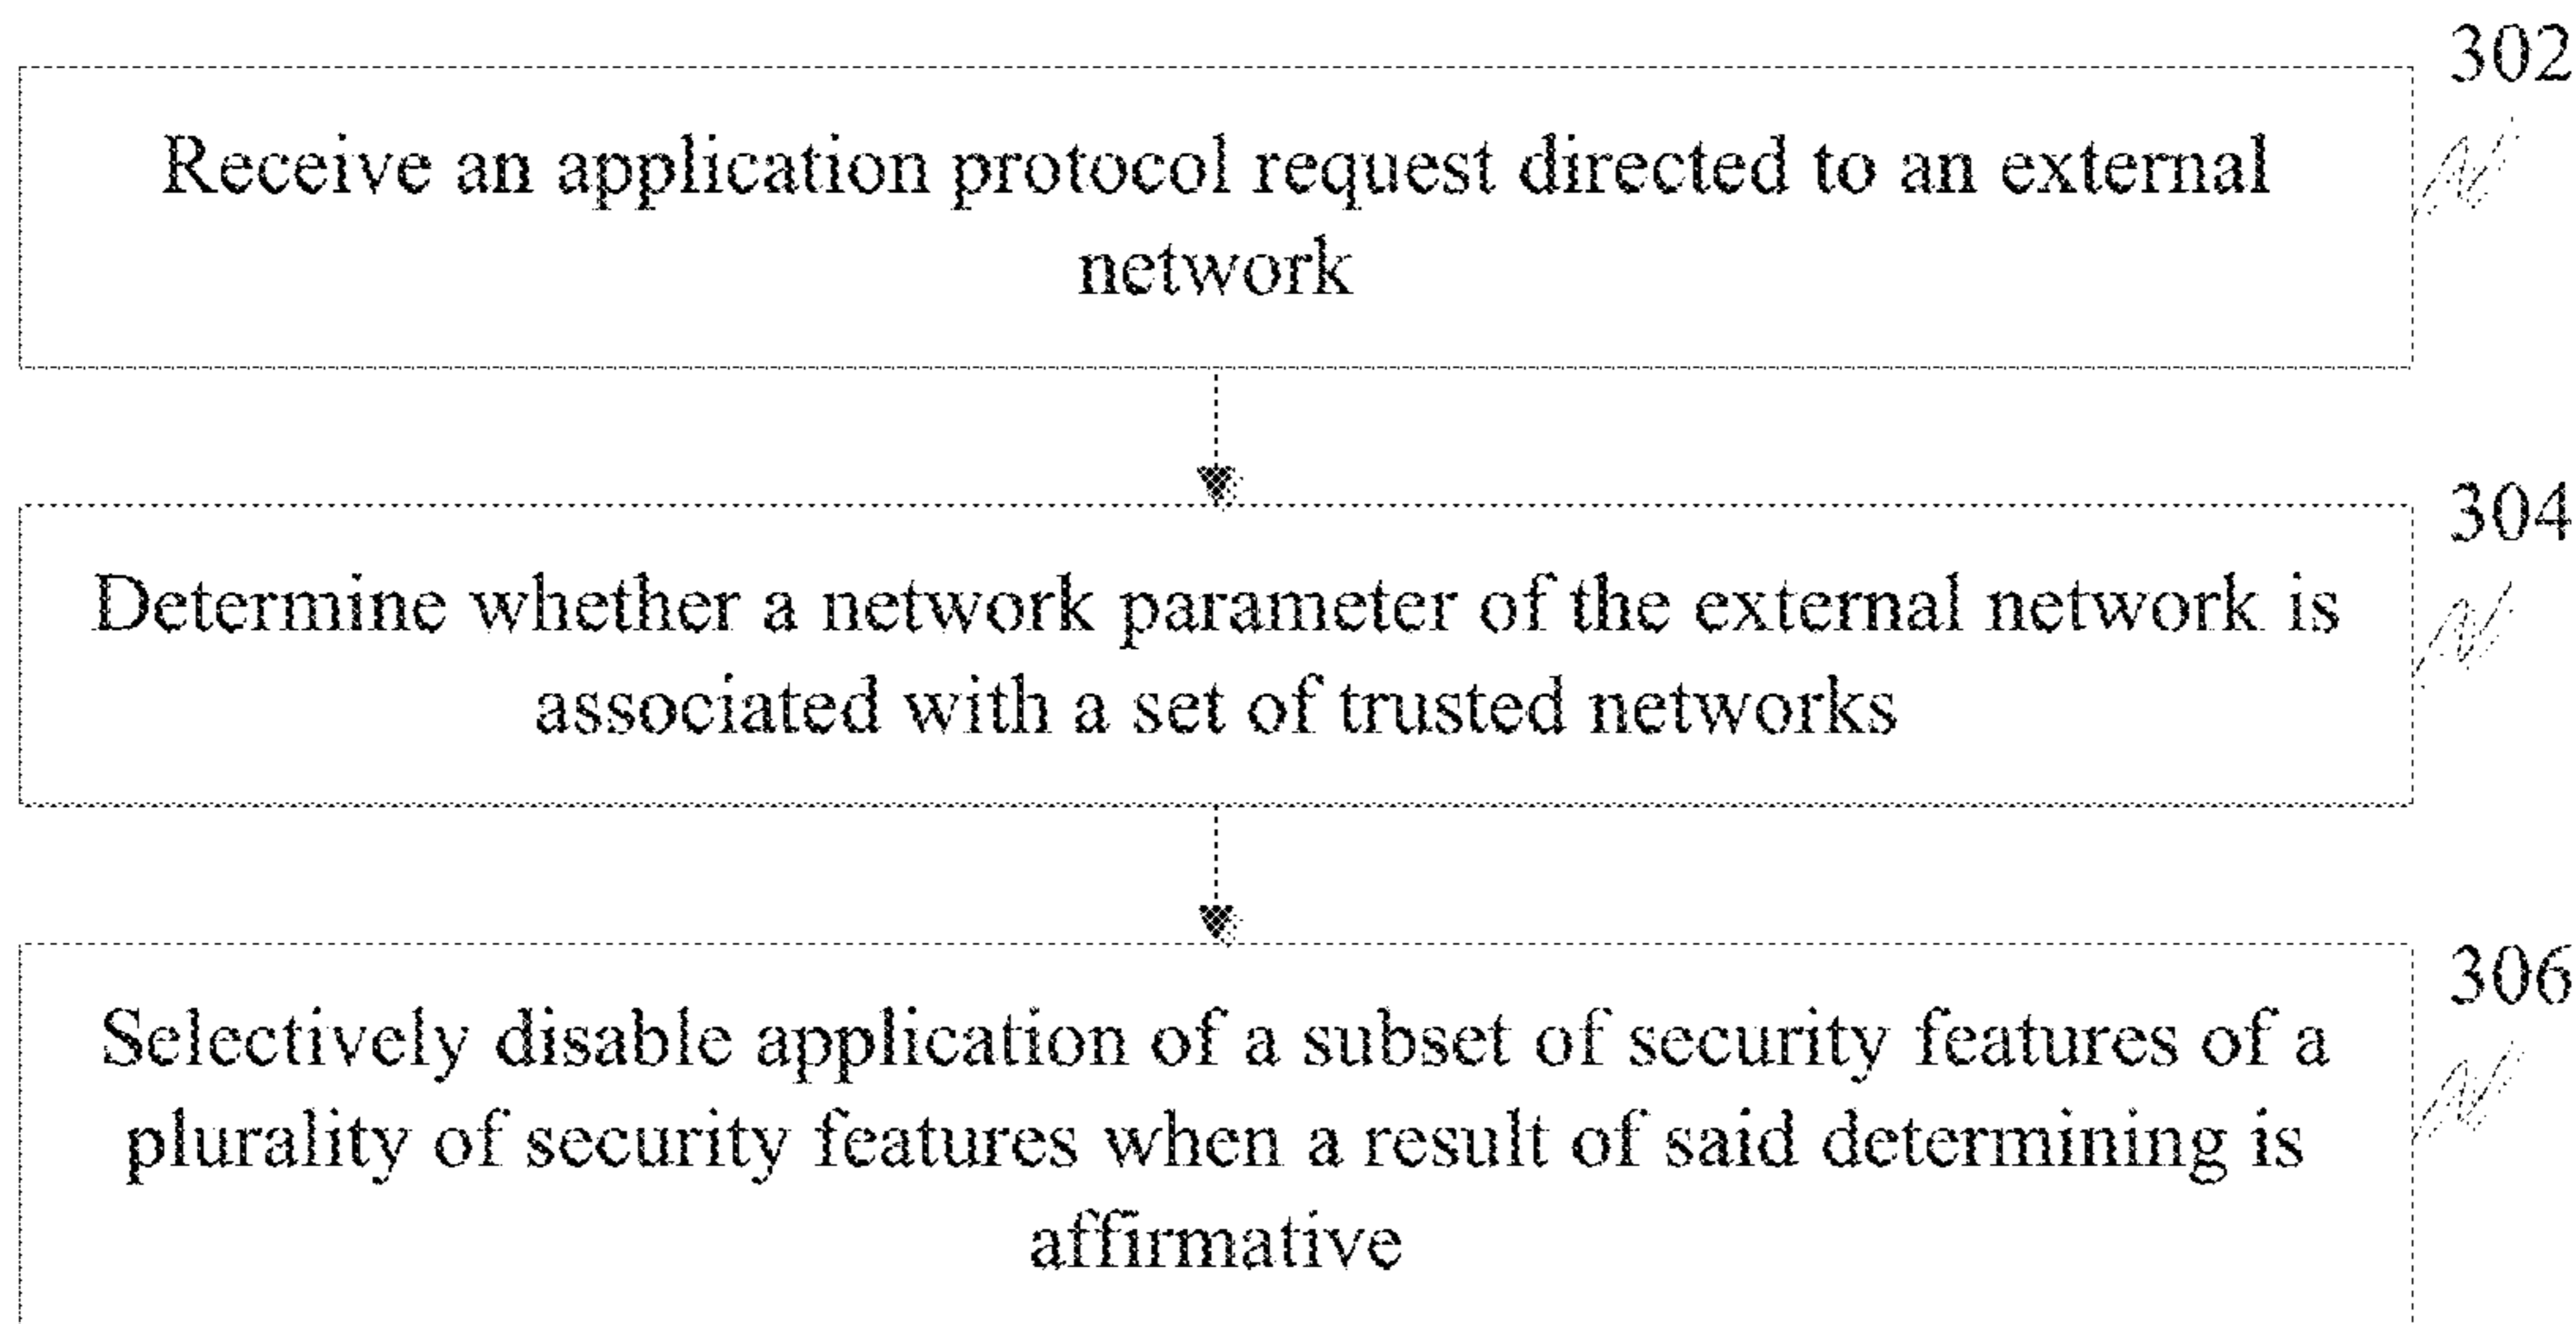 302
Receive an application protocol request directed to an external
network
304
Determine whether a network parameter of the external network is
associated with a set of trusted networks
306
Selectively disable application of a subset of security features of a
plurality of security features when a result of said determining is
affirmative